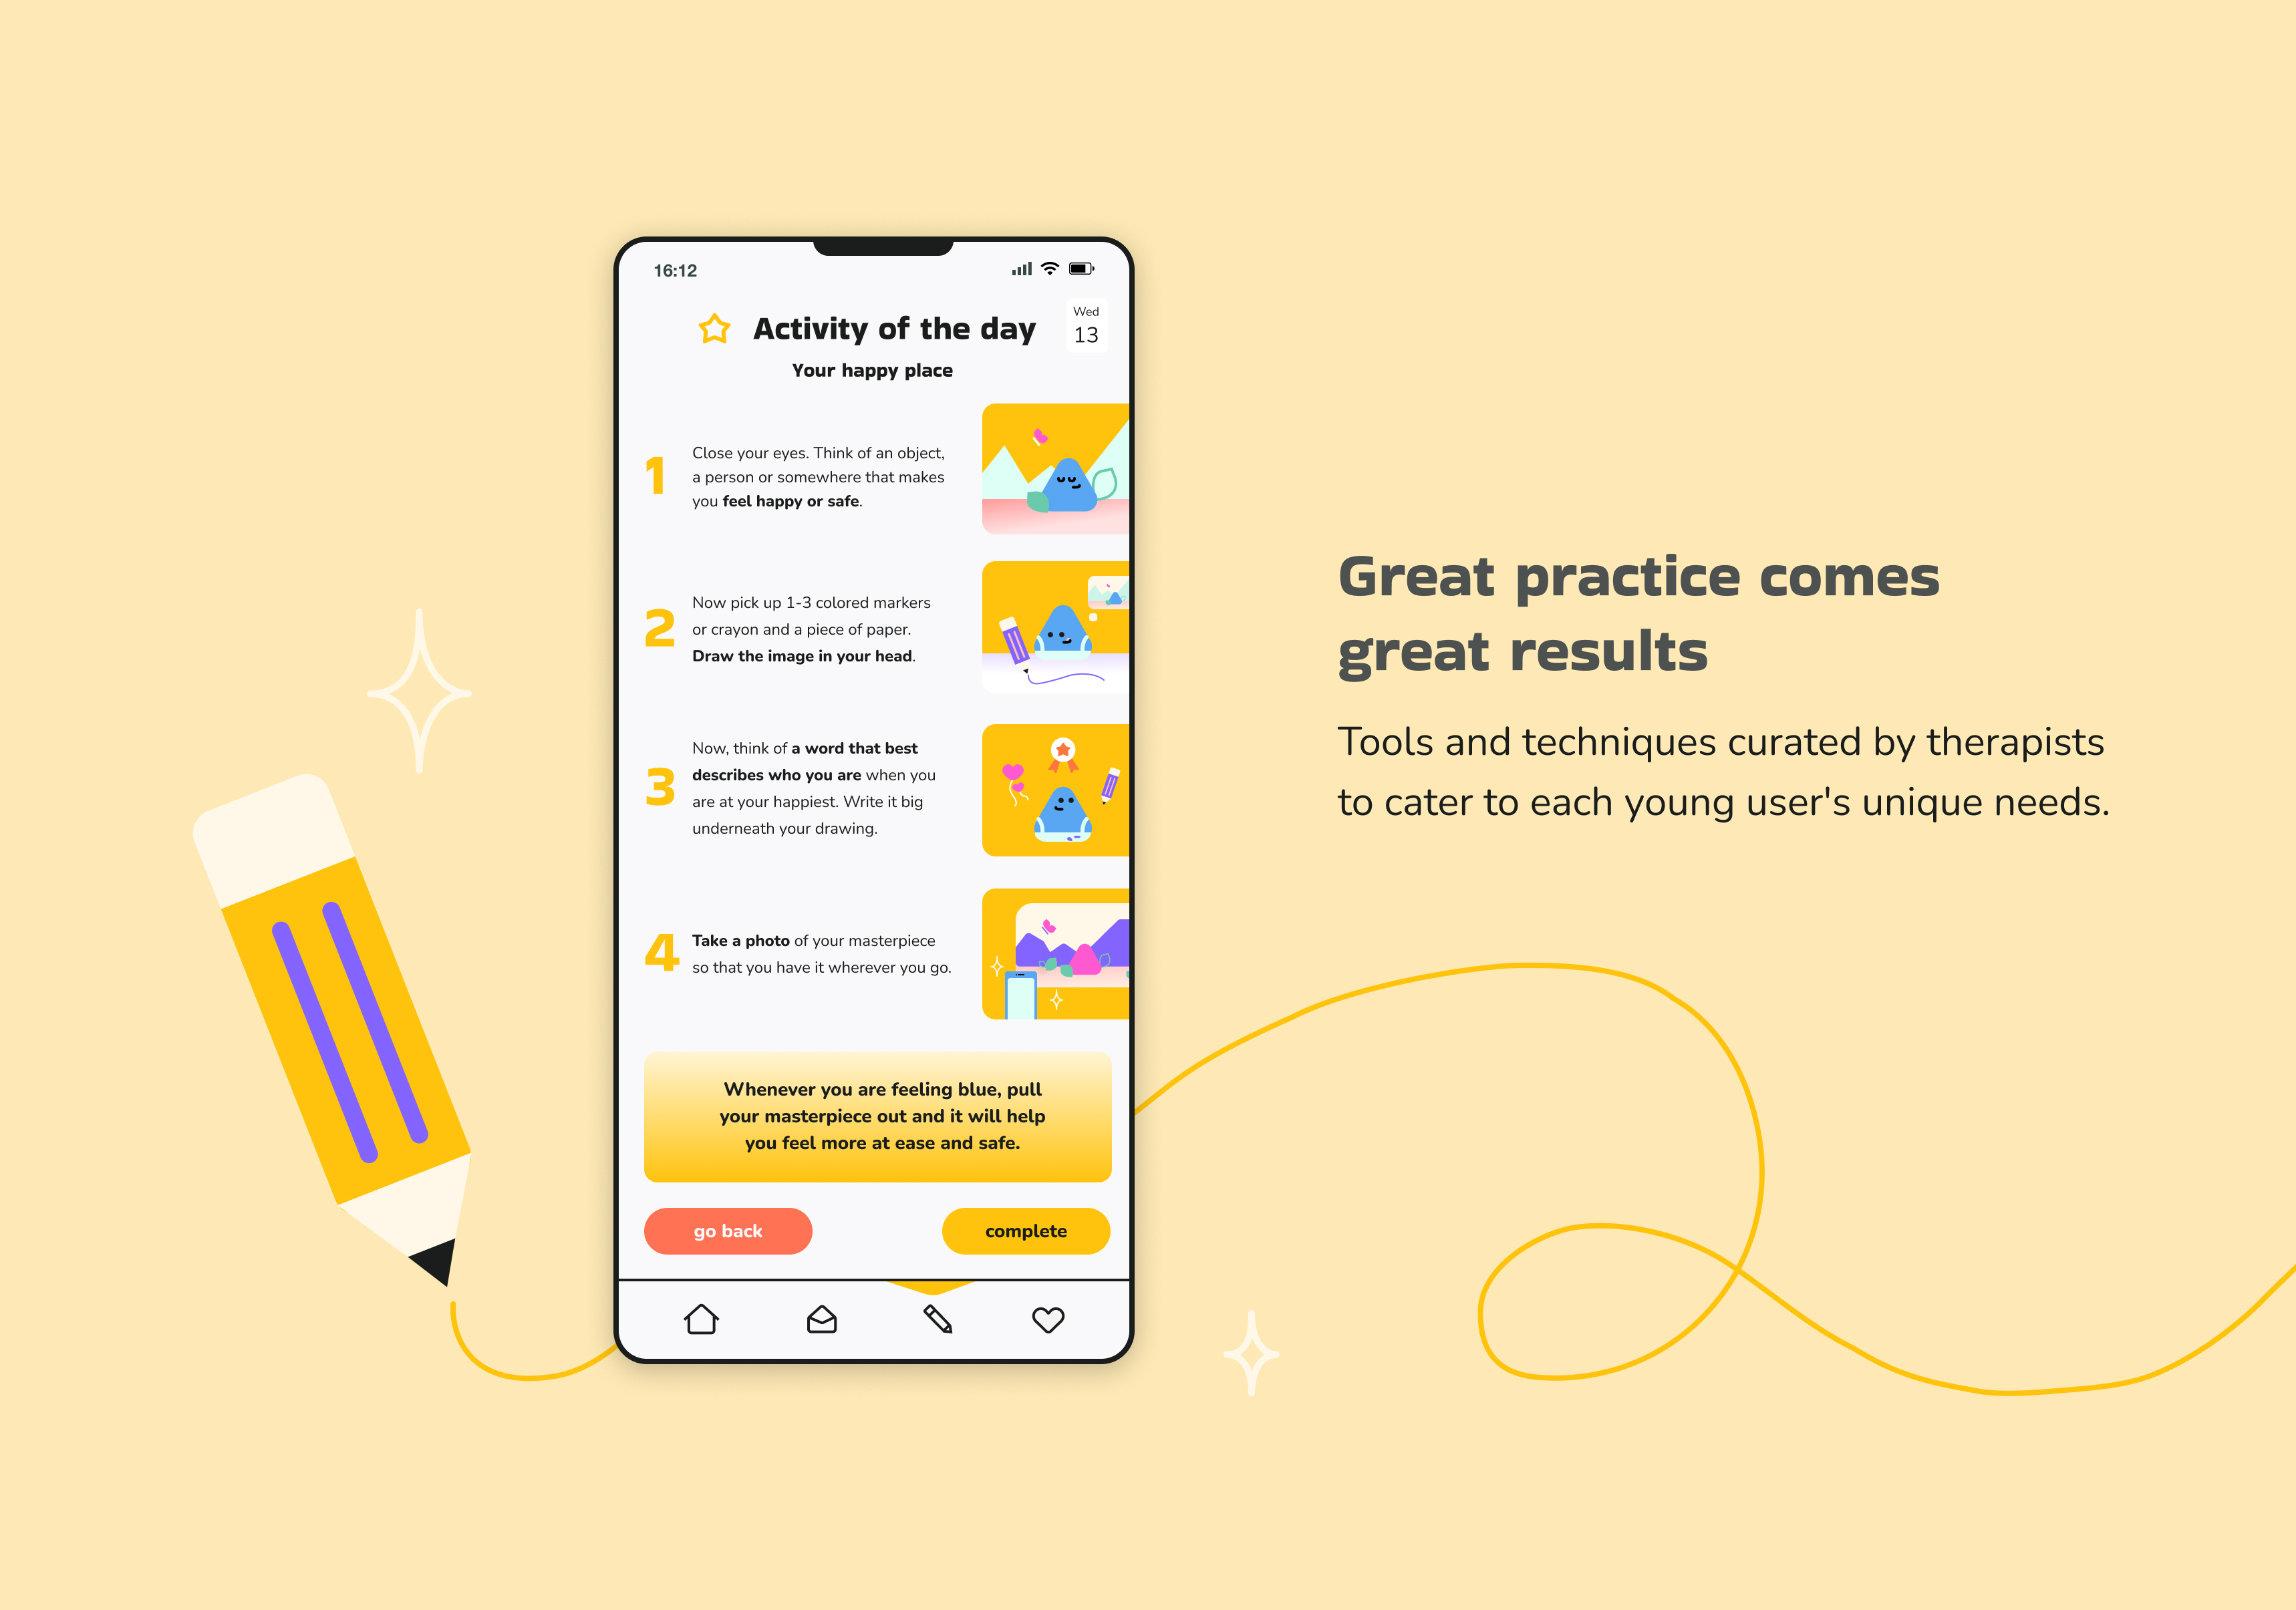 16:12
Activity of the day
Wed
13
Your happy place
1
Close your eyes. Think of an object,
a person or somewhere that makes
you feel happy or safe.
2
Now pick up 1-3 colored markers
or crayon and a piece of paper.
Draw the image in your head.
3
Now, think of a word that best
describes who you are when you
are at your happiest. Write it big
underneath your drawing.
4
Take a photo of your masterpiece
so that you have it wherever you go.
Whenever you are feeling blue, pull
your masterpiece out and it will help
you feel more at ease and safe.
go back
complete
Great practice comes
great results
Tools and techniques curated by therapists
to cater to each young user's unique needs.